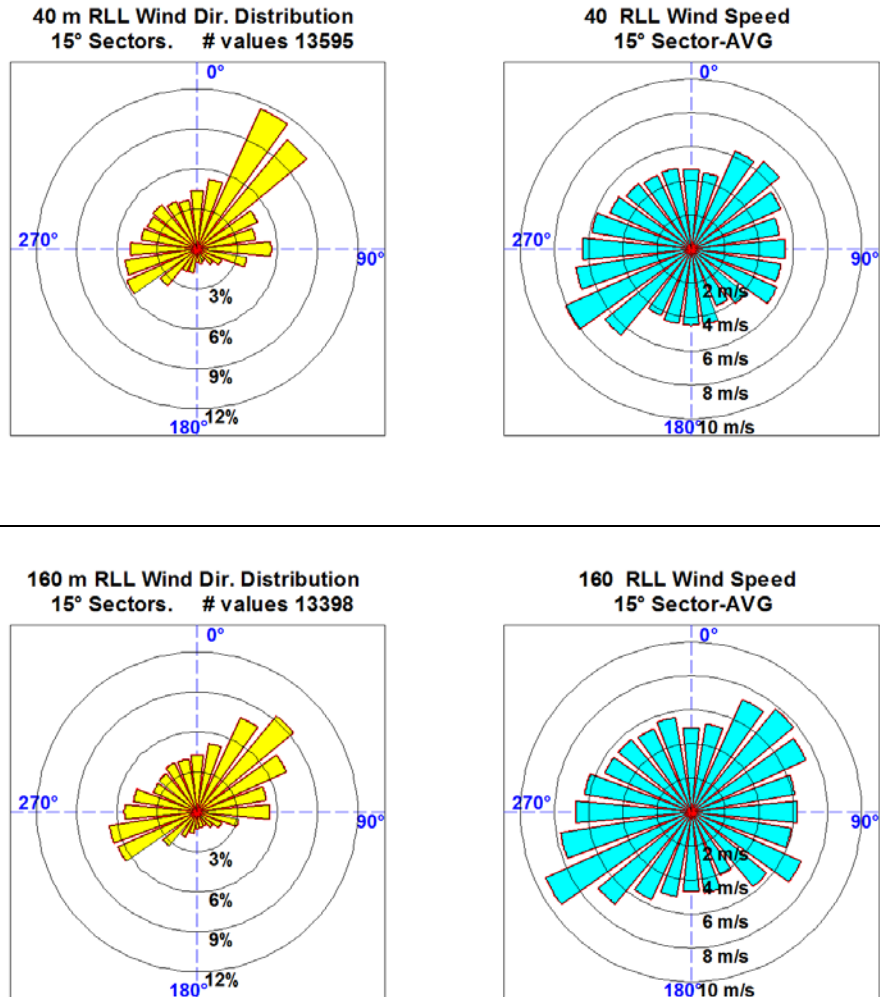 40 m RLL Wind Dir. Distribution
15° Sectors. # values 13595
0°
270°
90°
3%
6%
9%
12%
180°
40 RLL Wind Speed
15° Sector-AVG
0°
270°
90°
2 m/s
4 m/s
6 m/s
8 m/s
180°
10 m/s
160 m RLL Wind Dir. Distribution
15° Sectors. # values 13398
0°
270°
90°
3%
6%
9%
12%
180°
160 RLL Wind Speed
15° Sector-AVG
0°
270°
90°
2 m/s
4 m/s
6 m/s
8 m/s
180°
10 m/s